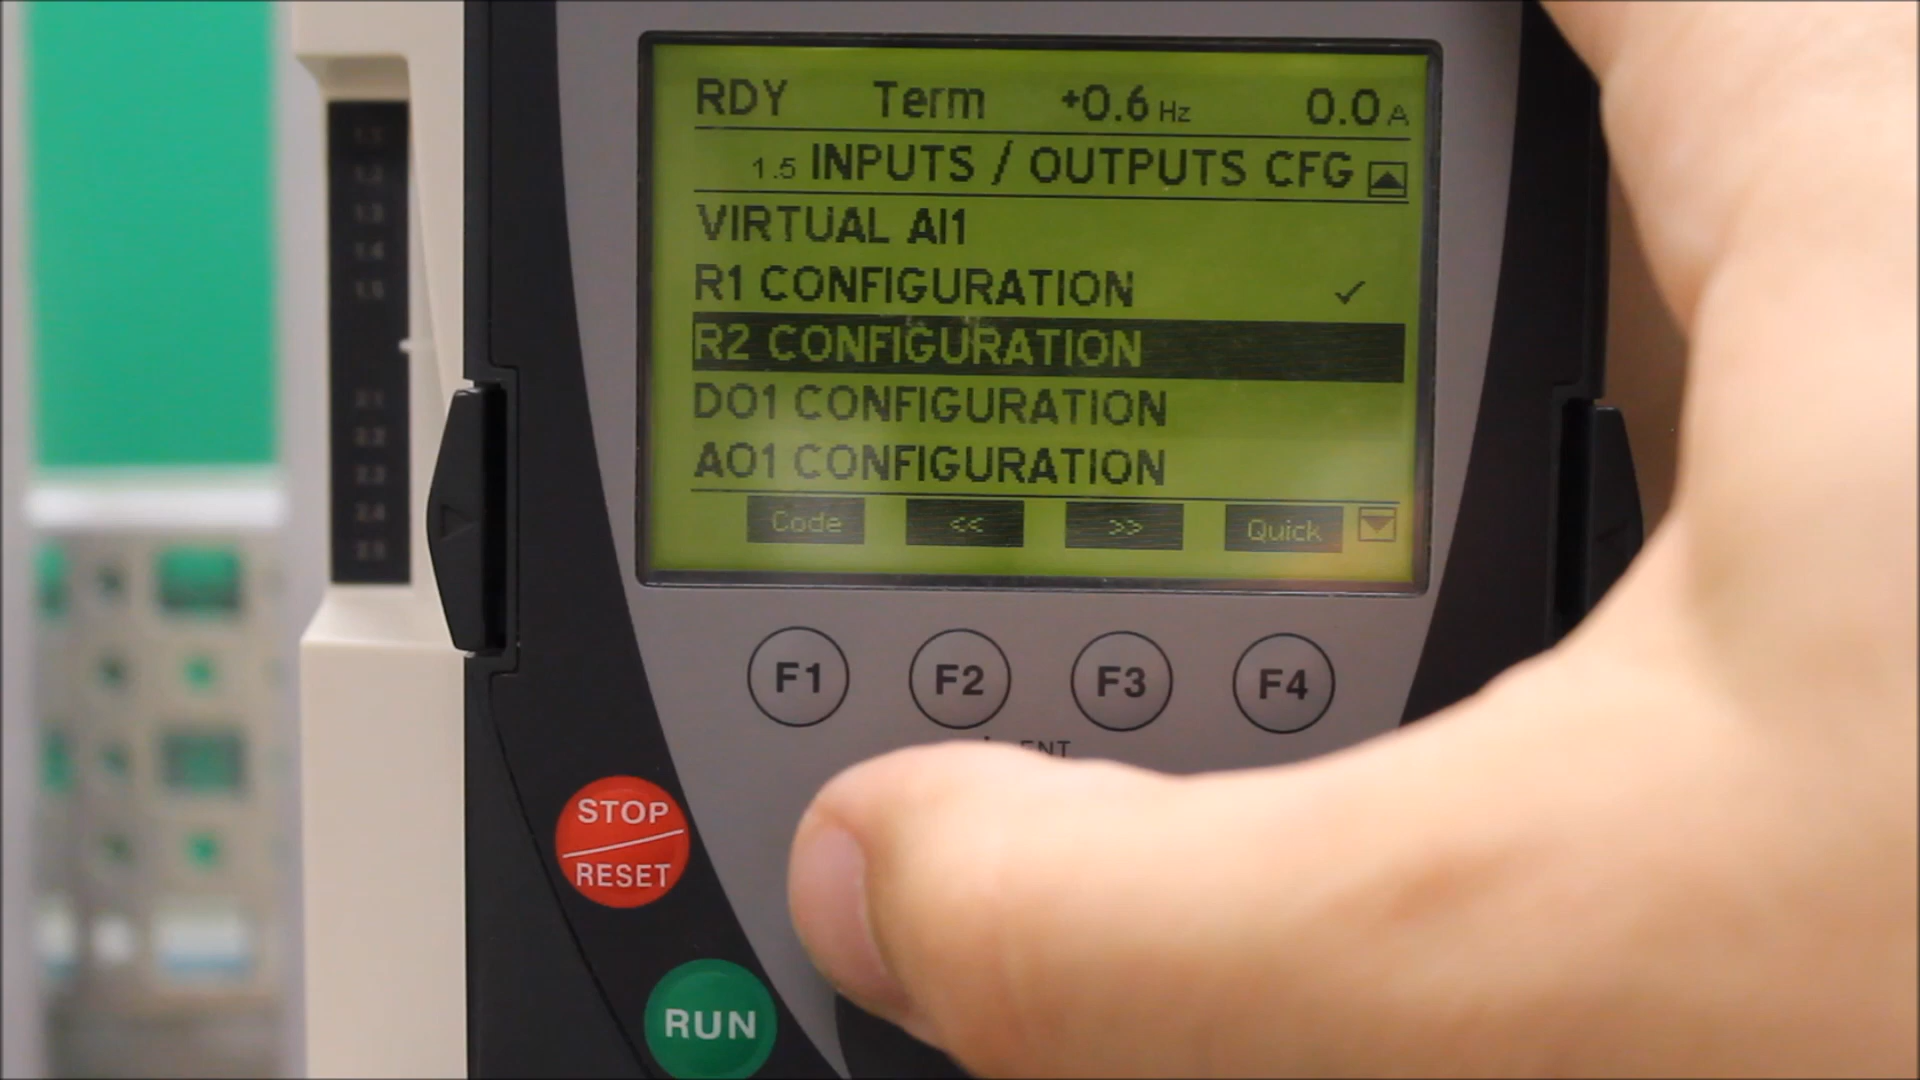 RDY Term +0.6 Hz 0.0 A
1.5 INPUTS / OUTPUTS CFG
VIRTUAL AI1
R1 CONFIGURATION ✓
R2 CONFIGURATION
DO1 CONFIGURATION
AO1 CONFIGURATION
Code << >> Quick
F1 F2 F3 F4
ENT
STOP
RESET
RUN